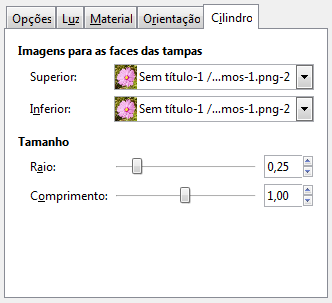 Opções Luz Material Orientação Cilindro
Imagens para as faces das tampas
Superior: Sem título-1 /...mos-1.png-2
Inferior: Sem título-1 /...mos-1.png-2
Tamanho
Raio: 0,25
Comprimento: 1,00